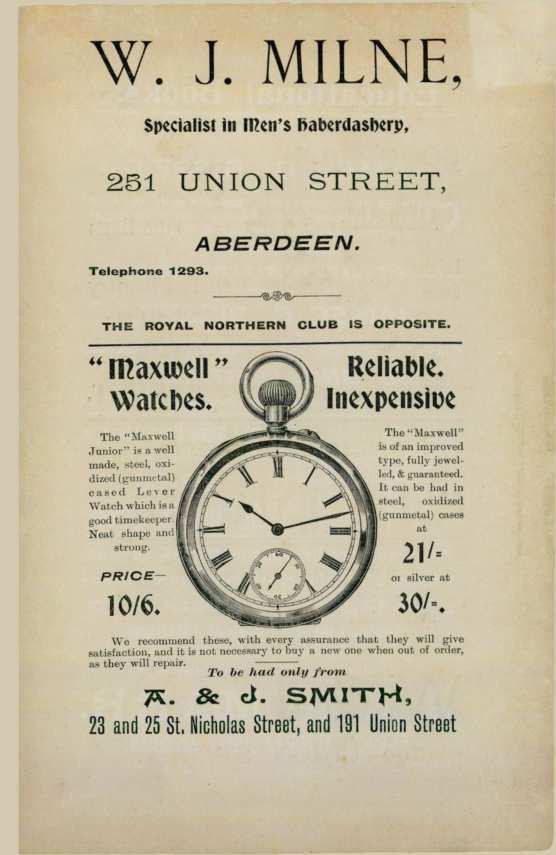 W. J. MILNE,
Specialist in Men's Haberdashery,
251 UNION STREET,
ABERDEEN.
Telephone 1293.
THE ROYAL NORTHERN CLUB IS OPPOSITE.
"Maxwell"
Watches.
The "Maxwell
Junior" is a well
made, steel, oxi-
dized (gunmetal)
cased Lever
Watch which is a
good timekeeper.
Neat shape and
strong.
PRICE—
10/6.
Reliable.
Inexpensive
The "Maxwell"
is of an improved
type, fully jewel-
led, & guaranteed.
It can be had in
steel, oxidized
(gunmetal) cases
at
21/=
or silver at
30/=.
We recommend these, with every assurance that they will give
satisfaction, and it is not necessary to buy a new one when out of order,
as they will repair.
To be had only from
A. & J. SMITH,
23 and 25 St. Nicholas Street, and 191 Union Street